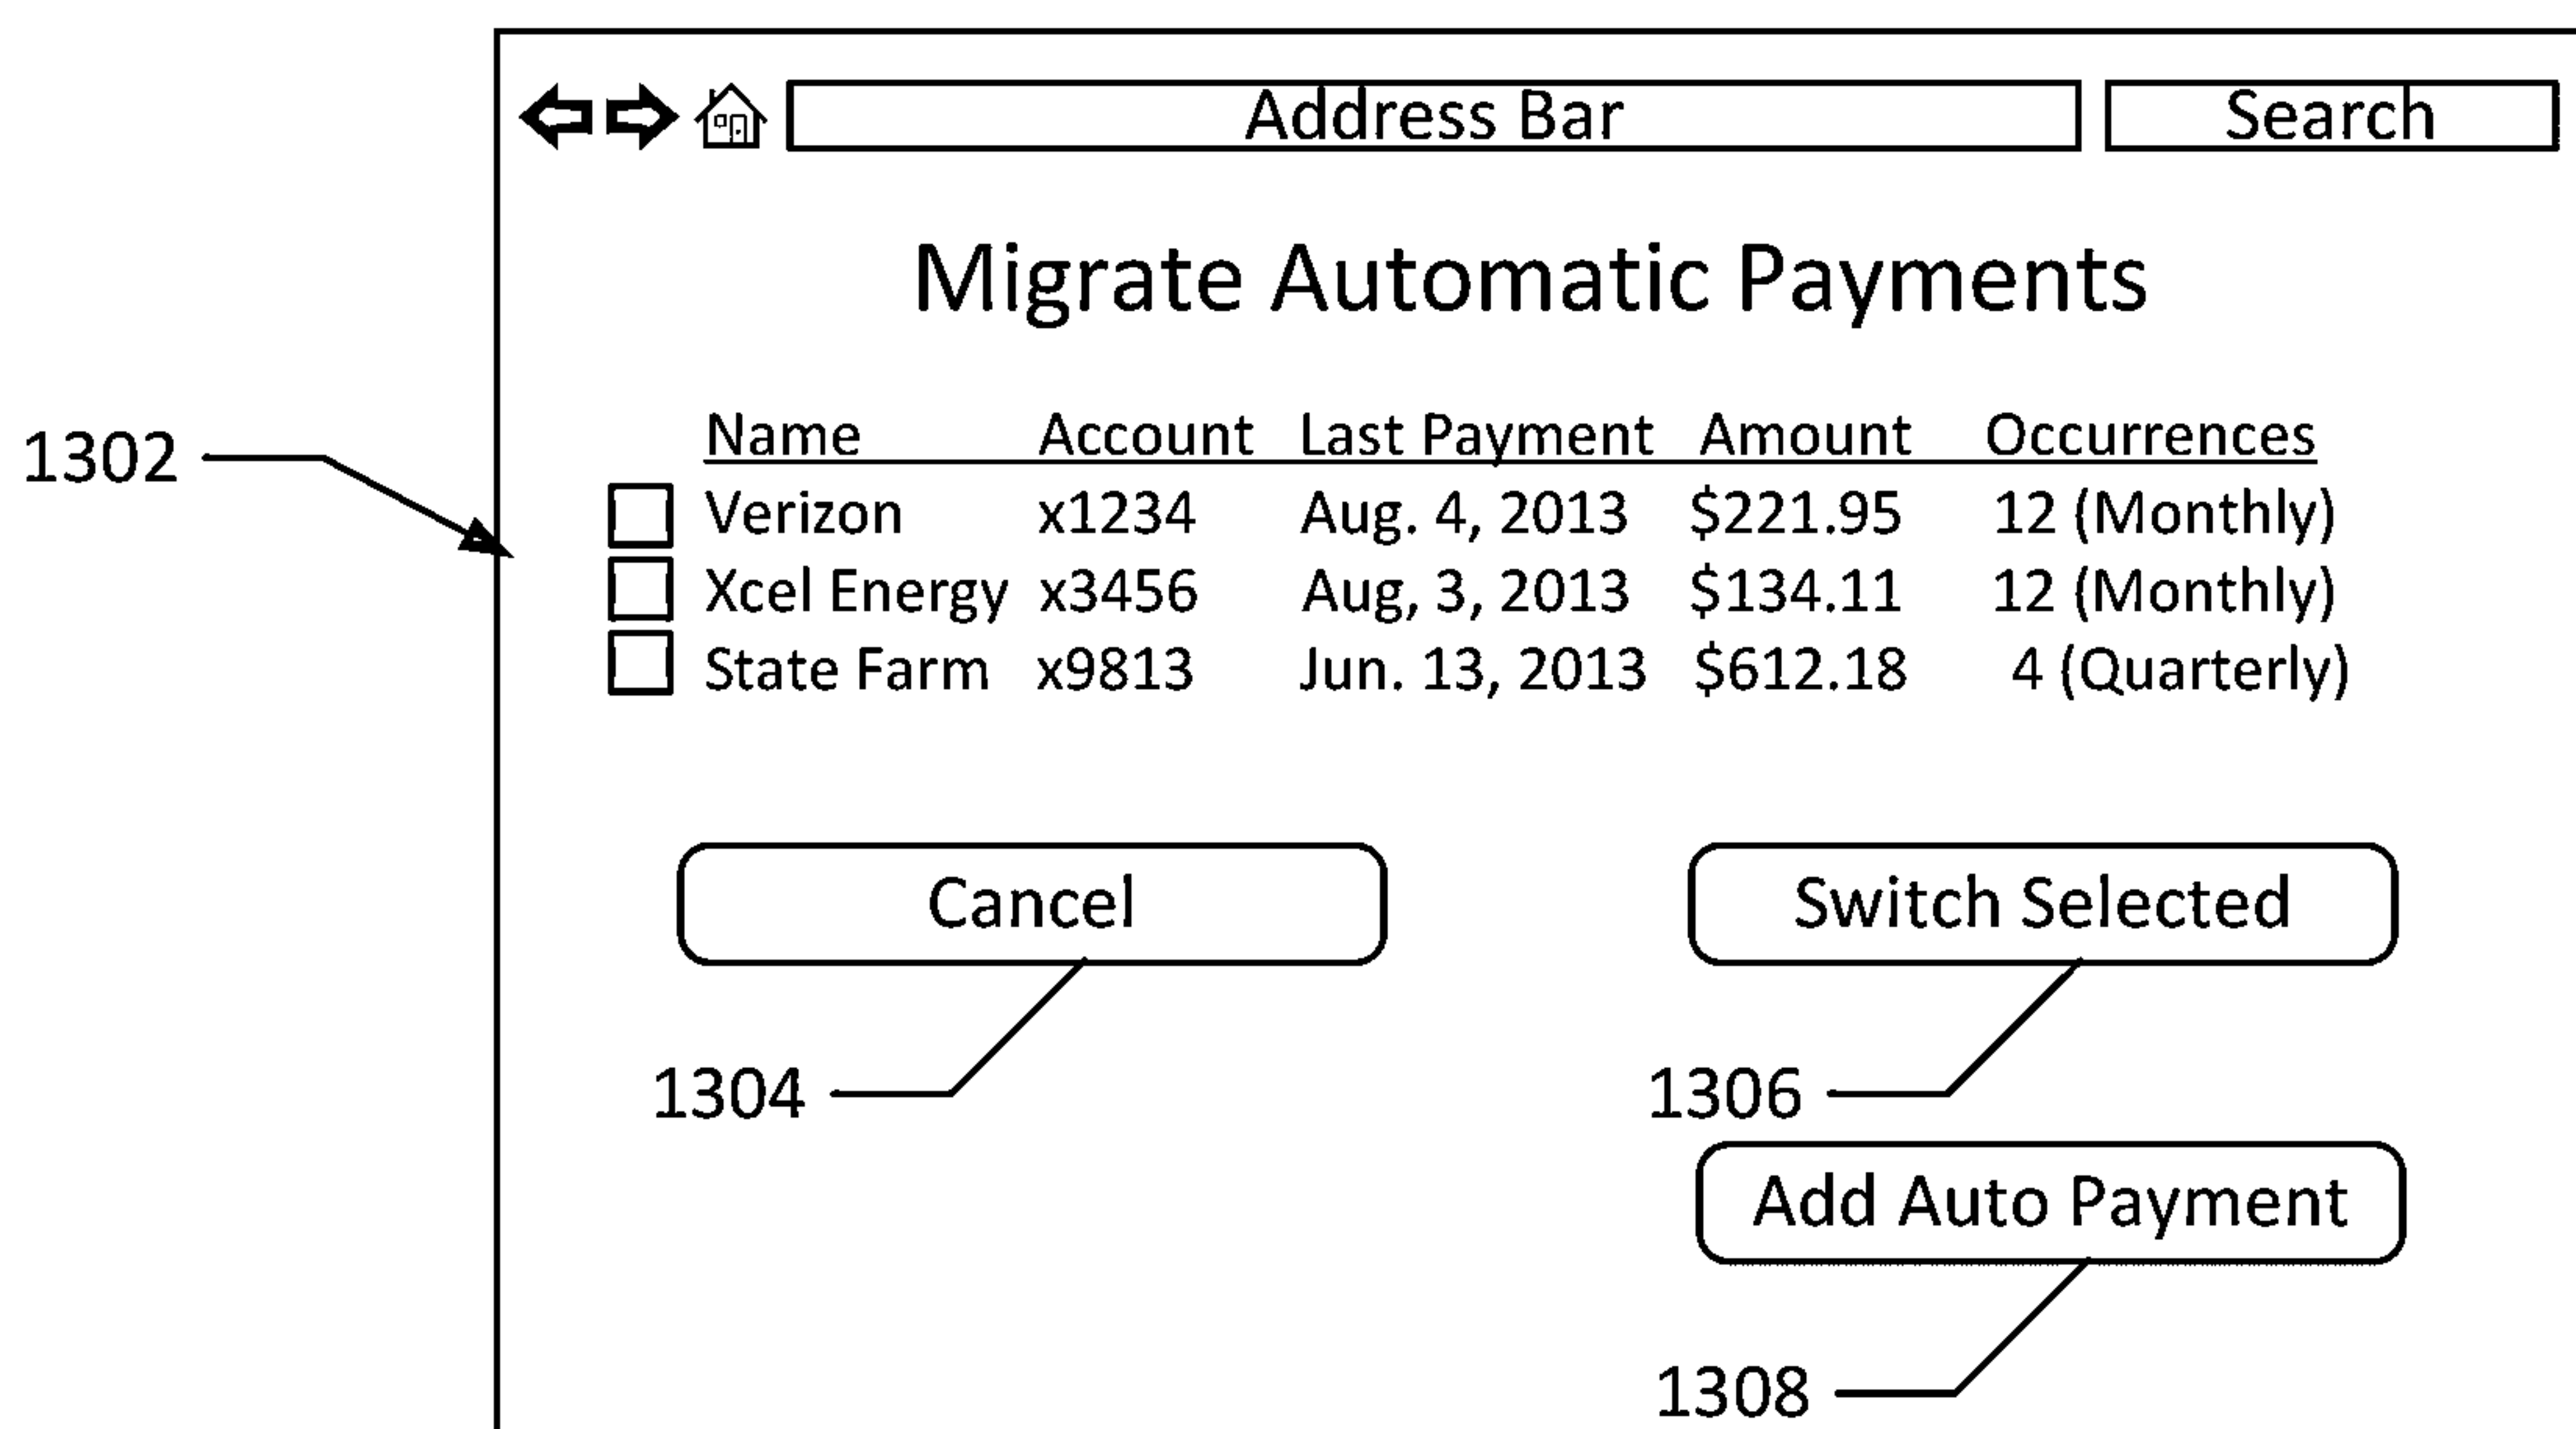 Address Bar Search
Migrate Automatic Payments
Name Account Last Payment Amount Occurrences
1302
Verizon x1234 Aug. 4, 2013 $221.95 12 (Monthly)
Xcel Energy x3456 Aug, 3, 2013 $134.11 12 (Monthly)
State Farm x9813 Jun. 13, 2013 $612.18 4 (Quarterly)
Cancel Switch Selected
1304 1306
Add Auto Payment
1308